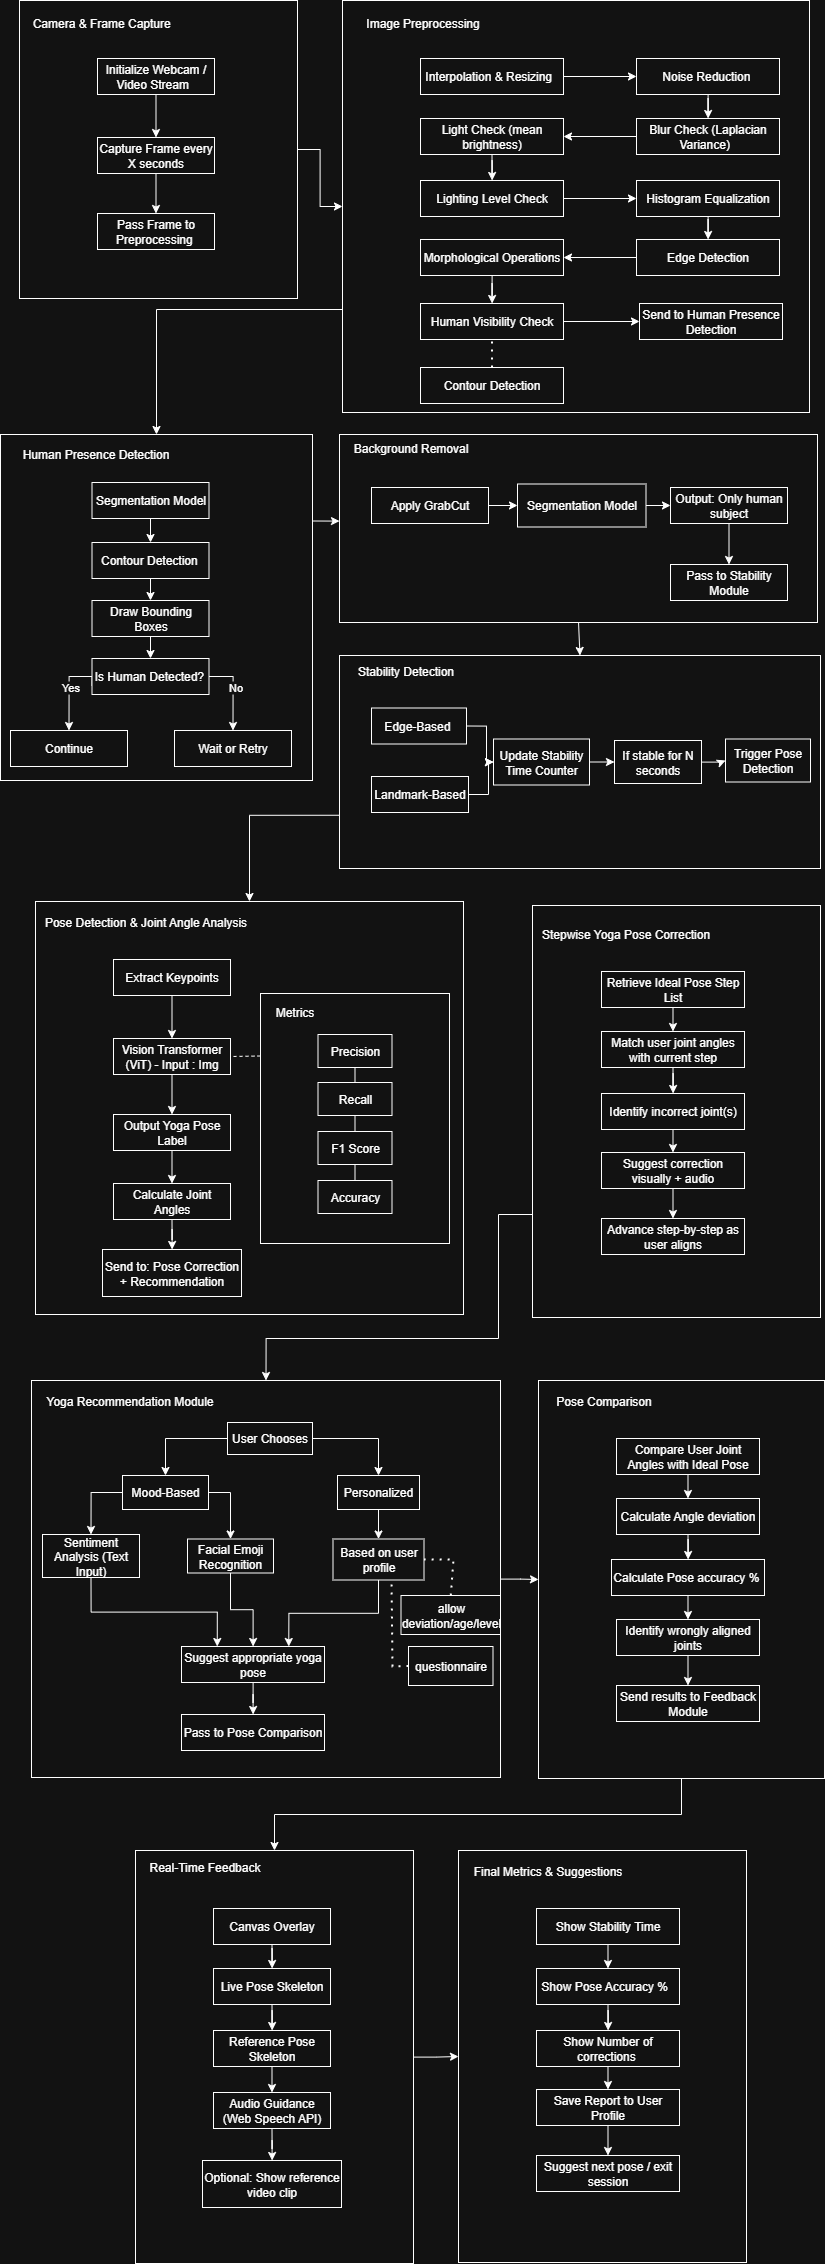 Camera & Frame Capture
Initialize Webcam /
Video Stream
Capture Frame every
X seconds
Pass Frame to
Preprocessing
Image Preprocessing
Interpolation & Resizing
Noise Reduction
Light Check (mean
brightness)
Blur Check (Laplacian
Variance)
Lighting Level Check
Histogram Equalization
Morphological Operations
Edge Detection
Human Visibility Check
Send to Human Presence
Detection
Contour Detection
Human Presence Detection
Segmentation Model
Contour Detection
Draw Bounding
Boxes
Is Human Detected?
Yes
No
Continue
Wait or Retry
Background Removal
Apply GrabCut
Segmentation Model
Output: Only human
subject
Pass to Stability
Module
Stability Detection
Edge-Based
Landmark-Based
Update Stability
Time Counter
If stable for N
seconds
Trigger Pose
Detection
Pose Detection & Joint Angle Analysis
Extract Keypoints
Vision Transformer
(ViT) - Input : Img
Output Yoga Pose
Label
Calculate Joint
Angles
Send to: Pose Correction
+ Recommendation
Metrics
Precision
Recall
F1 Score
Accuracy
Stepwise Yoga Pose Correction
Retrieve Ideal Pose Step
List
Match user joint angles
with current step
Identify incorrect joint(s)
Suggest correction
visually + audio
Advance step-by-step as
user aligns
Yoga Recommendation Module
User Chooses
Mood-Based
Personalized
Sentiment
Analysis (Text
Input)
Facial Emoji
Recognition
Based on user
profile
allow
deviation/age/level
questionnaire
Suggest appropriate yoga
pose
Pass to Pose Comparison
Pose Comparison
Compare User Joint
Angles with Ideal Pose
Calculate Angle deviation
Calculate Pose accuracy %
Identify wrongly aligned
joints
Send results to Feedback
Module
Real-Time Feedback
Canvas Overlay
Live Pose Skeleton
Reference Pose
Skeleton
Audio Guidance
(Web Speech API)
Optional: Show reference
video clip
Final Metrics & Suggestions
Show Stability Time
Show Pose Accuracy %
Show Number of
corrections
Save Report to User
Profile
Suggest next pose / exit
session